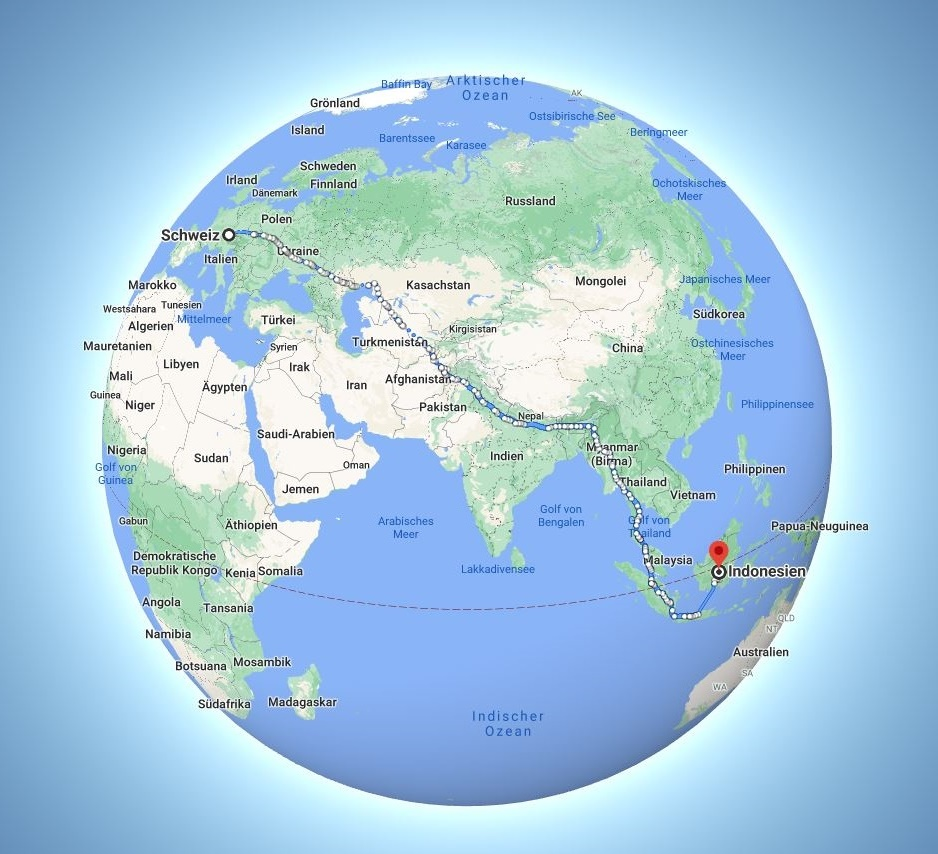 Baffin Bay
Arktischer
Ozean
AK
Grönland
Ostsibirische See
Island
Beringmeer
Barentssee
Karasee
Schweden
Irland
Finnland
Dänemark
Ochotskisches
Meer
Russland
Polen
Schweiz
Ukraine
Italien
Marokko
Kasachstan
Mongolei
Japanisches Meer
Westsahara
Tunesien
Mittelmeer
Türkei
Südkorea
Algerien
Kirgisistan
Mauretanien
Syrien
Turkmenistan
China
Ostchinesisches
Meer
Libyen
Irak
Mali
Ägypten
Iran
Afghanistan
Guinea
Niger
Pakistan
Nepal
Philippinensee
Saudi-Arabien
Nigeria
Sudan
Oman
Indien
Myanmar
(Birma)
Golf von
Guinea
Jemen
Thailand
Philippinen
Vietnam
Gabun
Äthiopien
Arabisches
Meer
Golf von
Bengalen
Golf von
Thailand
Papua-Neuguinea
Demokratische
Republik Kongo
Kenia
Somalia
Lakkadivensee
Malaysia
Indonesien
Angola
Tansania
QLD
NT
Namibia
Australien
Botsuana
Mosambik
SA
WA
Südafrika
Madagaskar
Indischer
Ozean